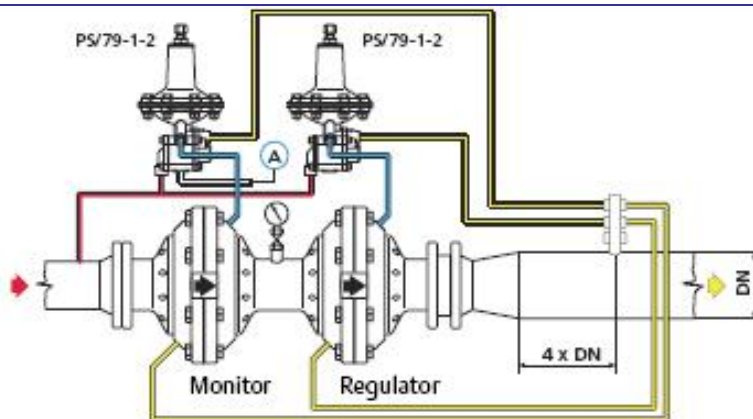 PS/79-1-2
PS/79-1-2
A
DN
4 x DN
Monitor
Regulator